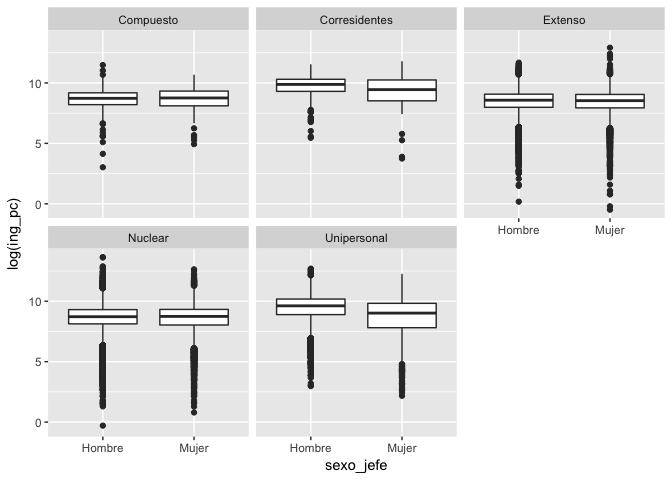 Compuesto
Corresidentes
Extenso
10
5
0
Hombre
Mujer
log(ing_pc)
Nuclear
Unipersonal
10
5
0
Hombre
Mujer
Hombre
Mujer
sexo_jefe